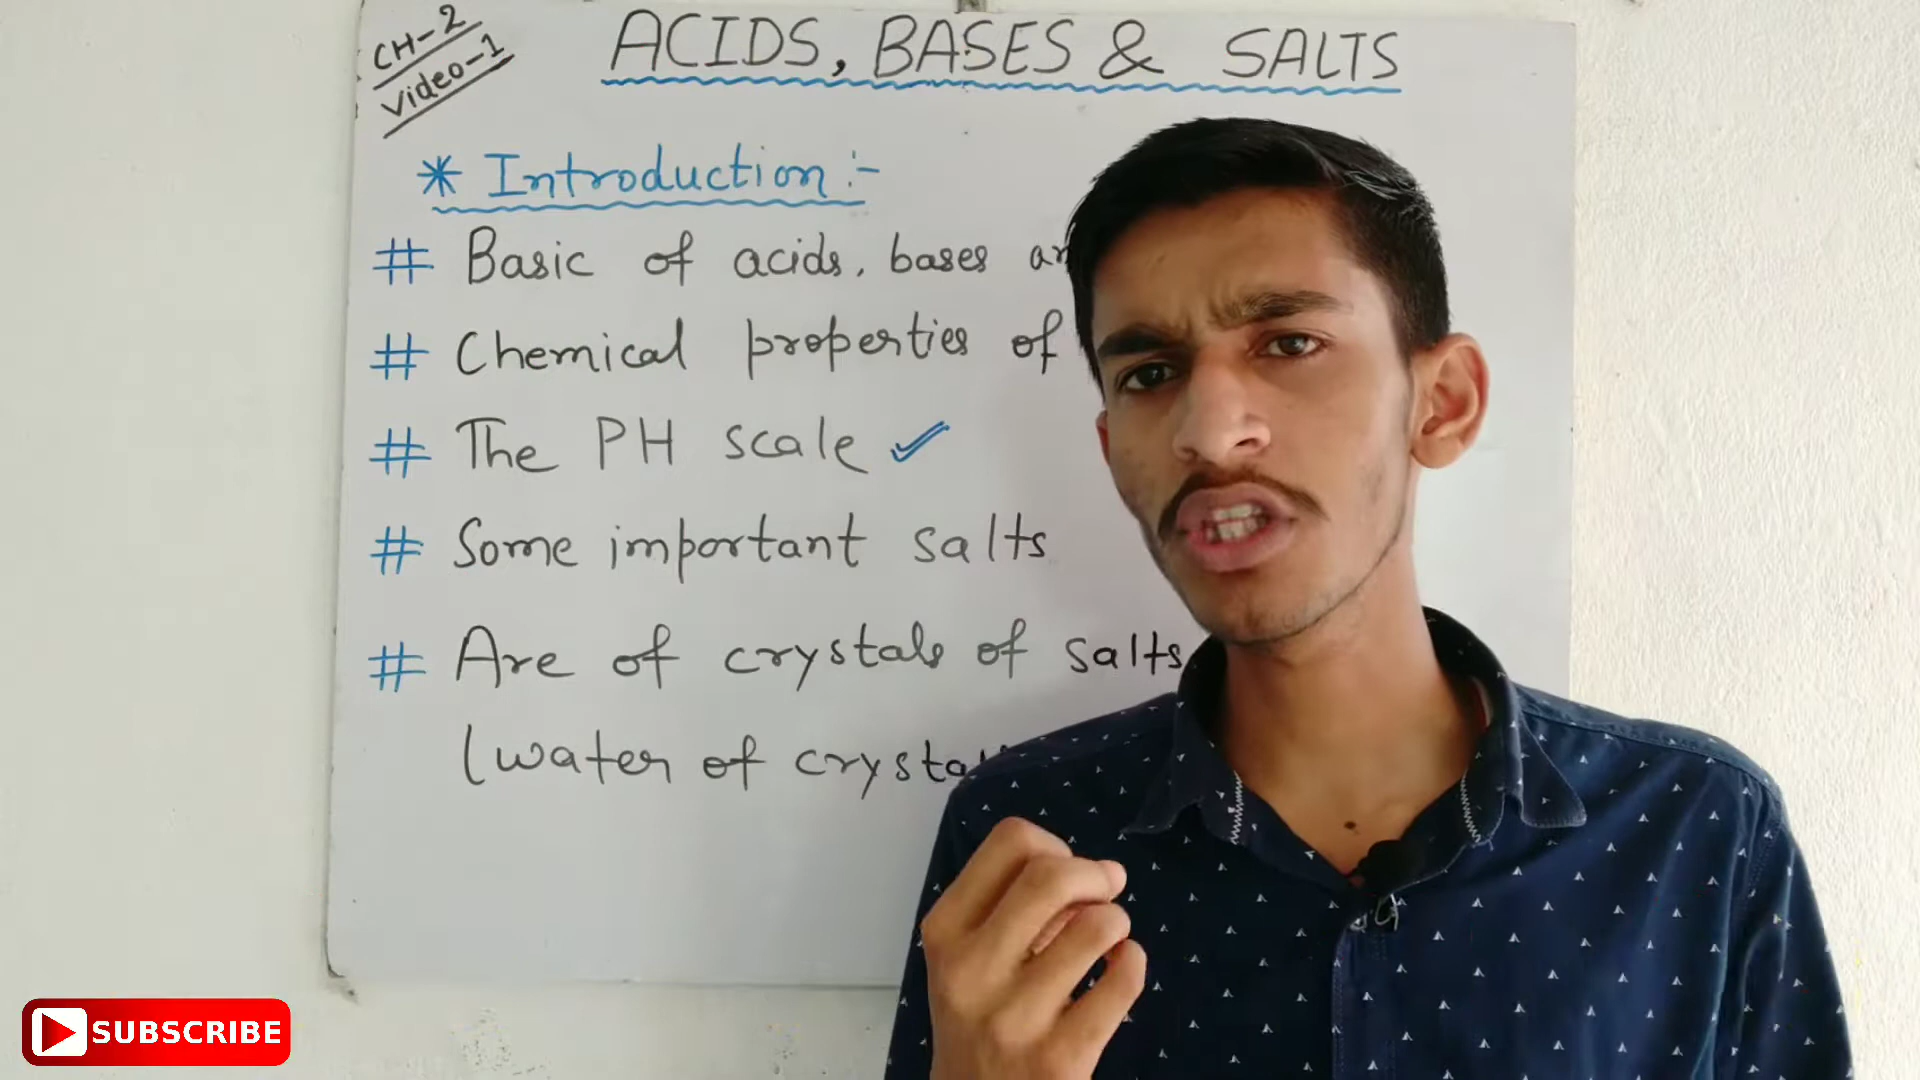 CH-2
Video-1
ACIDS, BASES & SALTS
* Introduction :-
# Basic of acids, bases
# Chemical properties of
# The PH scale ✓
# Some important salts
# Are of crystals of salts
(water of
SUBSCRIBE